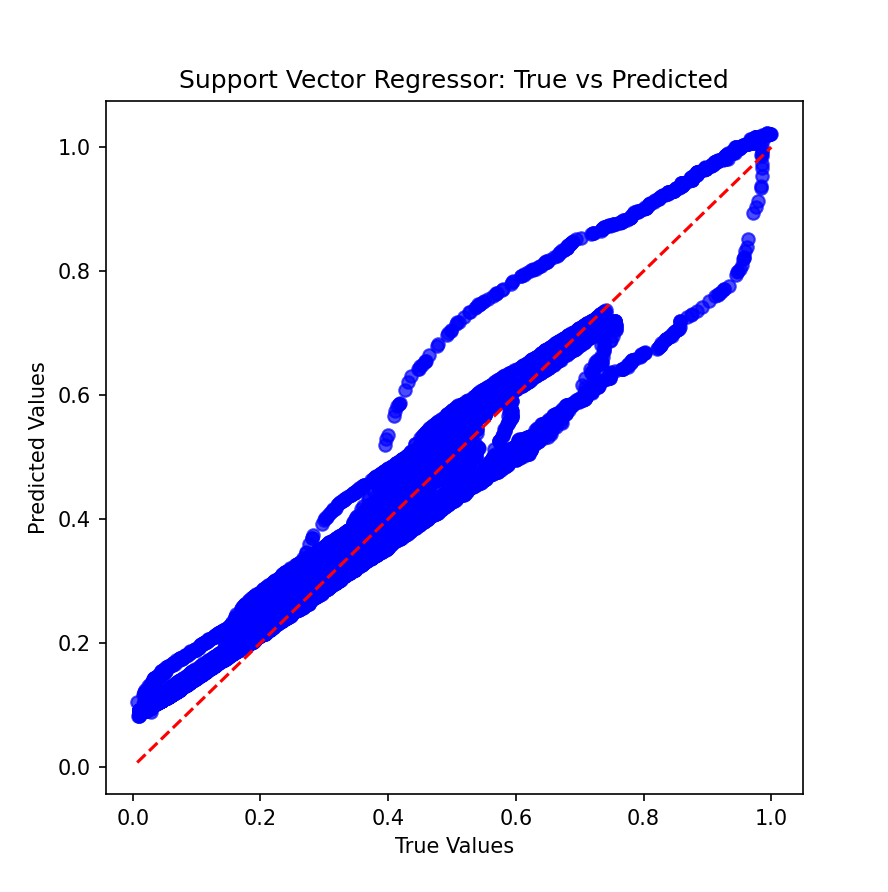 Support Vector Regressor: True vs Predicted
1.0
0.8
0.6
0.4
0.2
0.0
Predicted Values
0.0 0.2 0.4 0.6 0.8 1.0
True Values